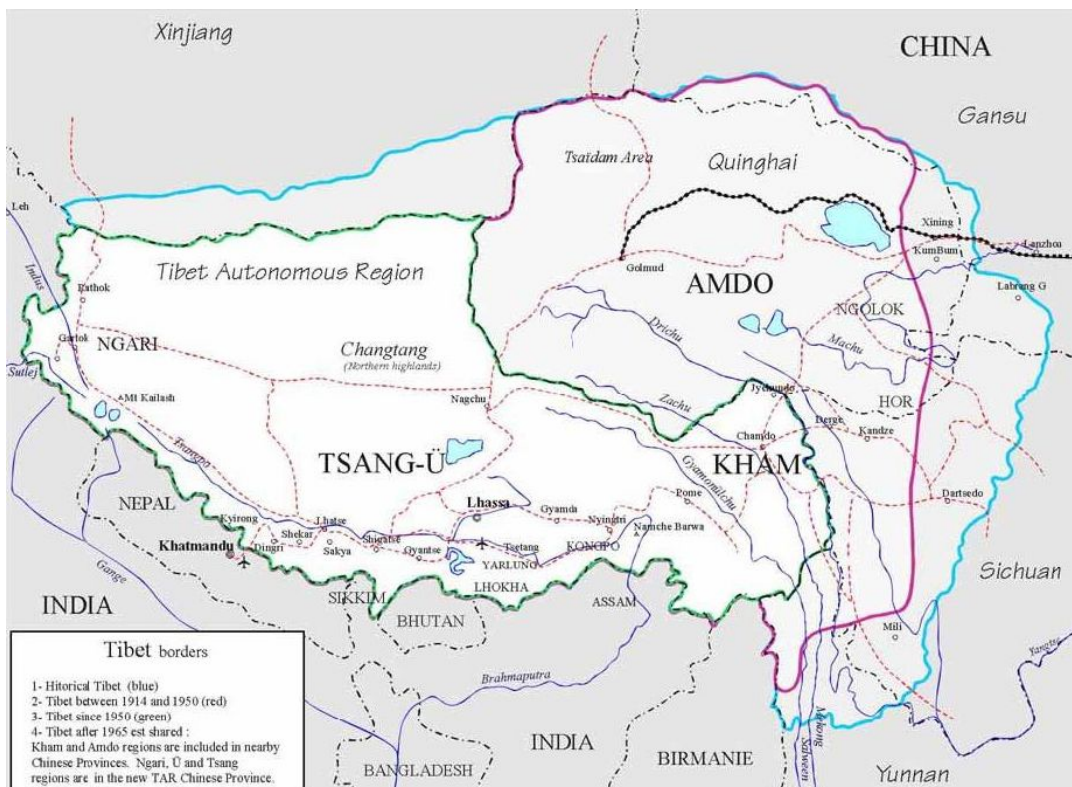 Xinjiang
CHINA
Gansu
Tsaïdam Area
Quinghai
Leh
Xining
Lanzhou
KumBum
Golmud
Labrang G
Indus
Tibet Autonomous Region
AMDO
Rathok
NGOLOK
Drichu
Machu
NGARI
Gartok
Changtang
(Northern highlands)
Sutlej
Mt Kailash
Zachu
Jyekundo
HOR
Nagchu
Derge
Kandze
Chamdo
Tsangpo
TSANG-Ü
KHAM
Gyamonulchu
Dartsedo
Lhassa
Pome
NEPAL
Gyamda
Kyirong
Lhatse
Nyingtri
Namche Barwa
Shekar
Shigatse
Khatmandu
Dingri
Sakya
Gyantse
Tsetang
KONGPO
YARLUNG
Sichuan
Gange
LHOKHA
SIKKIM
ASSAM
INDIA
BHUTAN
Mili
Yangtse
Brahmaputra
Mekong
Salween
INDIA
BIRMANIE
BANGLADESH
Yunnan
Tibet borders
1- Hitorical Tibet (blue)
2- Tibet between 1914 and 1950 (red)
3- Tibet since 1950 (green)
4- Tibet after 1965 est shared :
Kham and Amdo regions are included in nearby
Chinese Provinces. Ngari, Ü and Tsang
regions are in the new TAR Chinese Province.